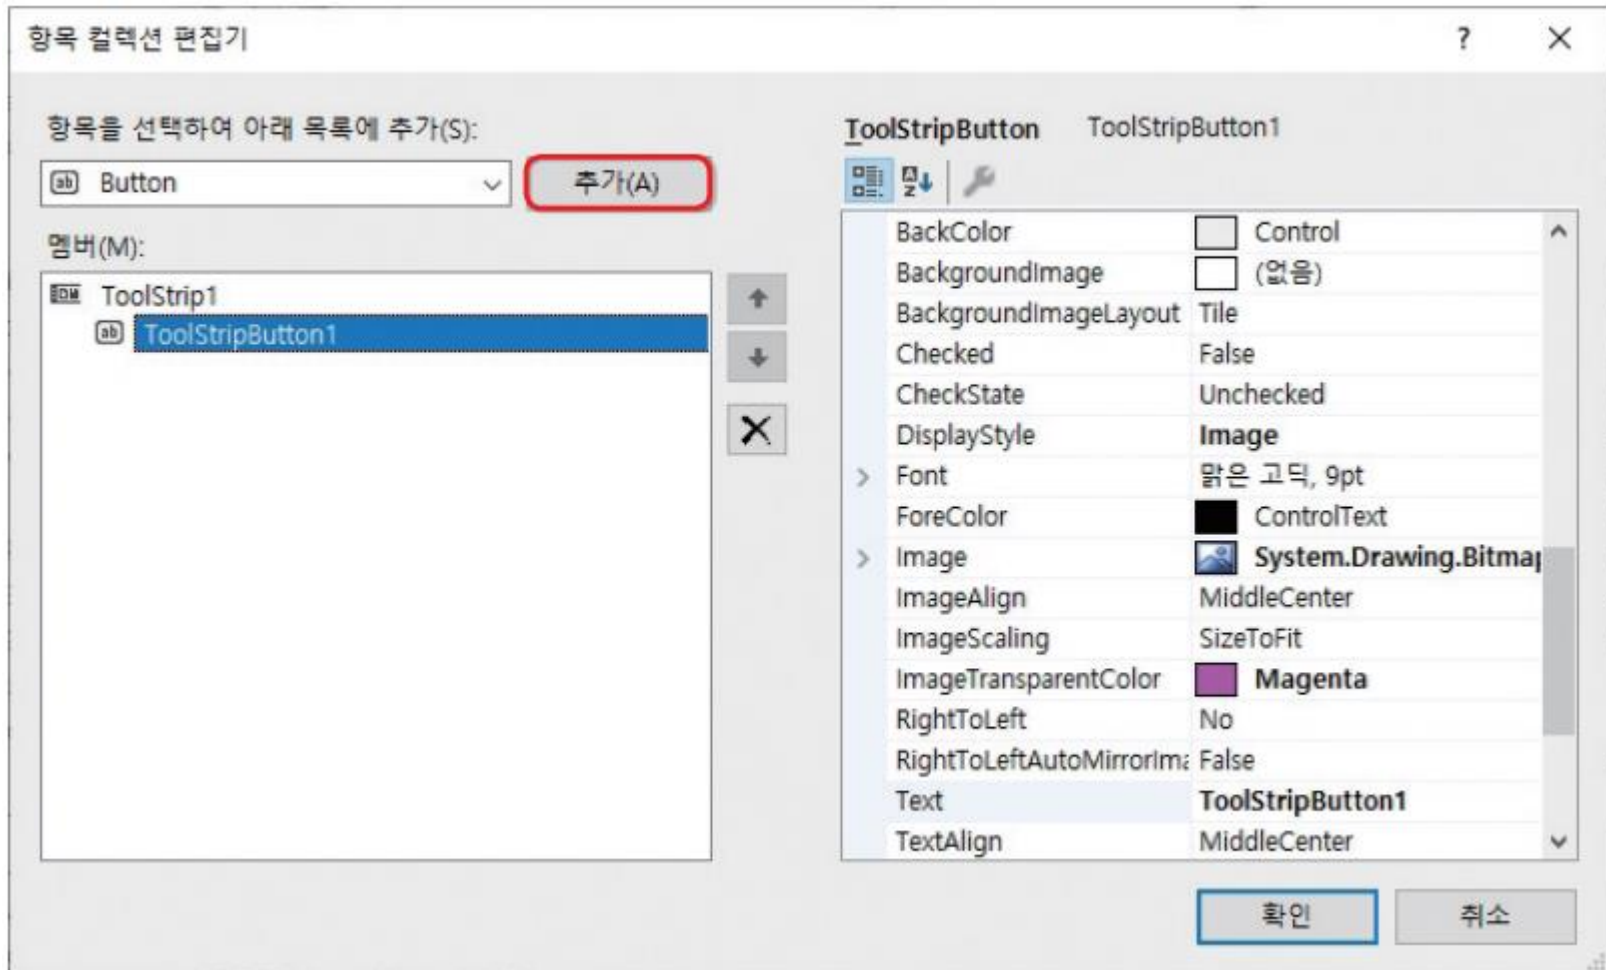 항목 컬렉션 편집기
항목을 선택하여 아래 목록에 추가(S):
Button
추가(A)
멤버(M):
ToolStrip1
ToolStripButton1
ToolStripButton ToolStripButton1
BackColor Control
BackgroundImage (없음)
BackgroundImageLayout Tile
Checked False
CheckState Unchecked
DisplayStyle Image
Font 맑은 고딕, 9pt
ForeColor ControlText
Image System.Drawing.Bitmap
ImageAlign MiddleCenter
ImageScaling SizeToFit
ImageTransparentColor Magenta
RightToLeft No
RightToLeftAutoMirrorIma False
Text ToolStripButton1
TextAlign MiddleCenter
확인 취소